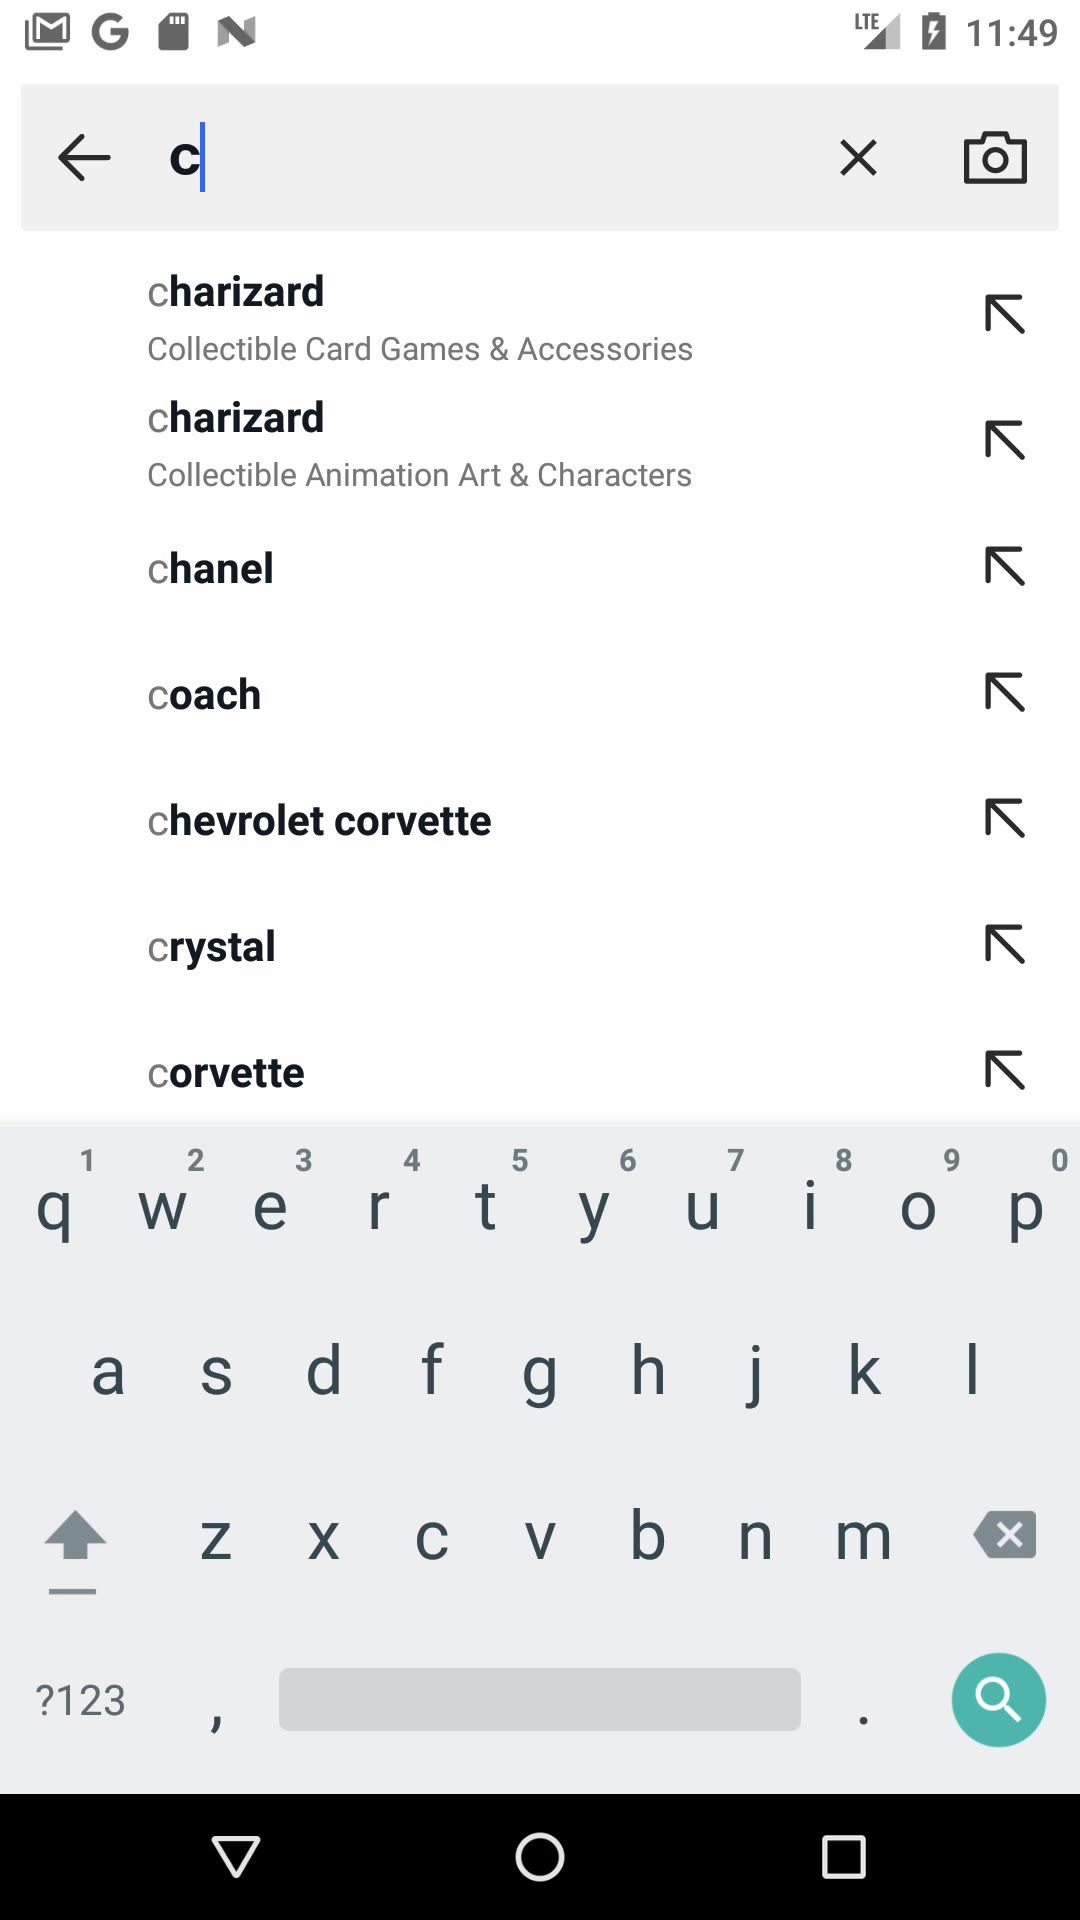 LTE 11:49
c
charizard
Collectible Card Games & Accessories
charizard
Collectible Animation Art & Characters
chanel
coach
chevrolet corvette
crystal
corvette
1 2 3 4 5 6 7 8 9 0
q w e r t y u i o p
a s d f g h j k l
z x c v b n m
?123 , .